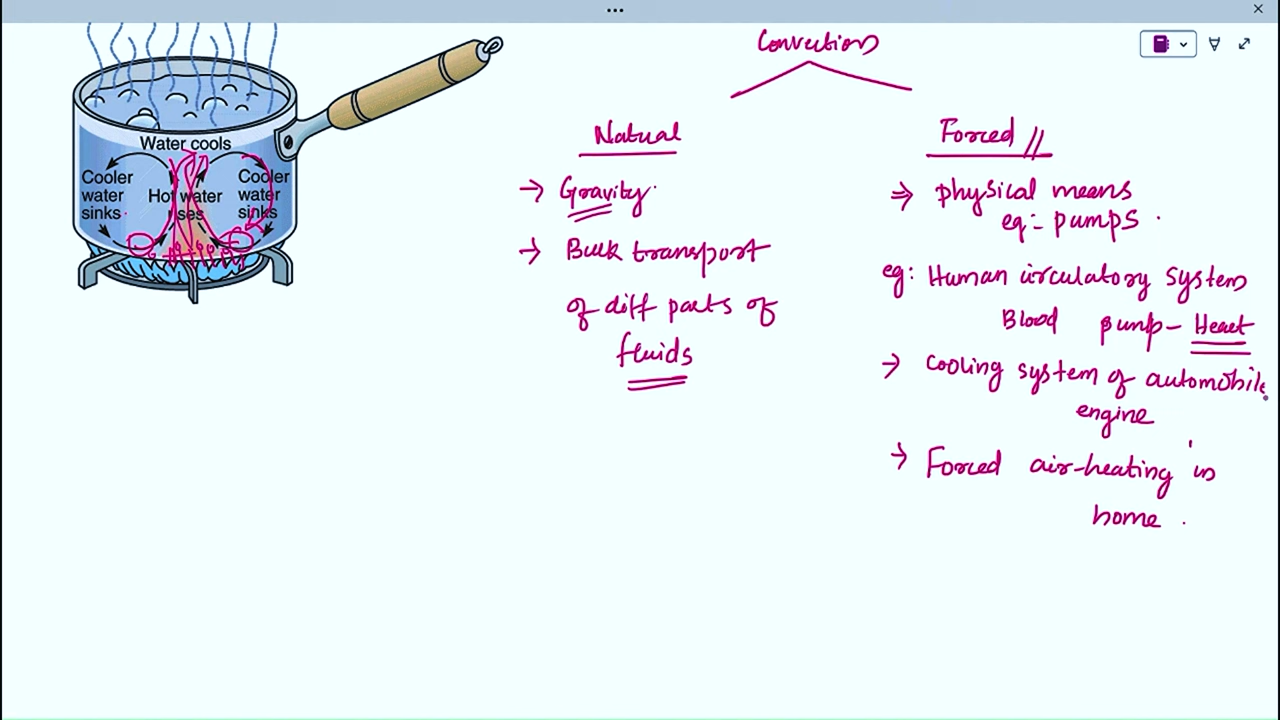 Convection
Natural
Forced
Water cools
Cooler
water
sinks
Hot water
rises
Cooler
water
sinks
→ Gravity
→ Bulk transport
of diff parts of
fluids
⇒ physical means
eg:- pumps.
eg: Human circulatory system
Blood pump - Heart
→ Cooling system of automobile
engine
→ Forced air-heating in
home.